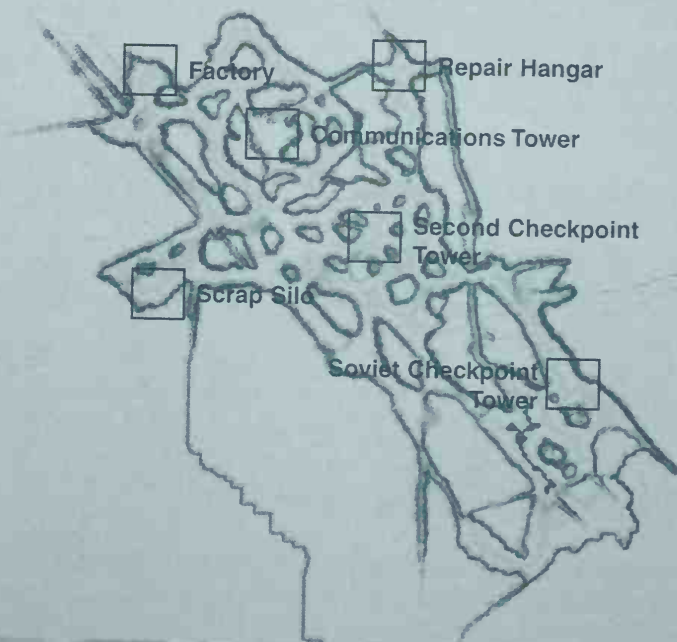 Factory
Repair Hangar
Communications Tower
Second Checkpoint
Tower
Scrap Silo
Soviet Checkpoint
Tower